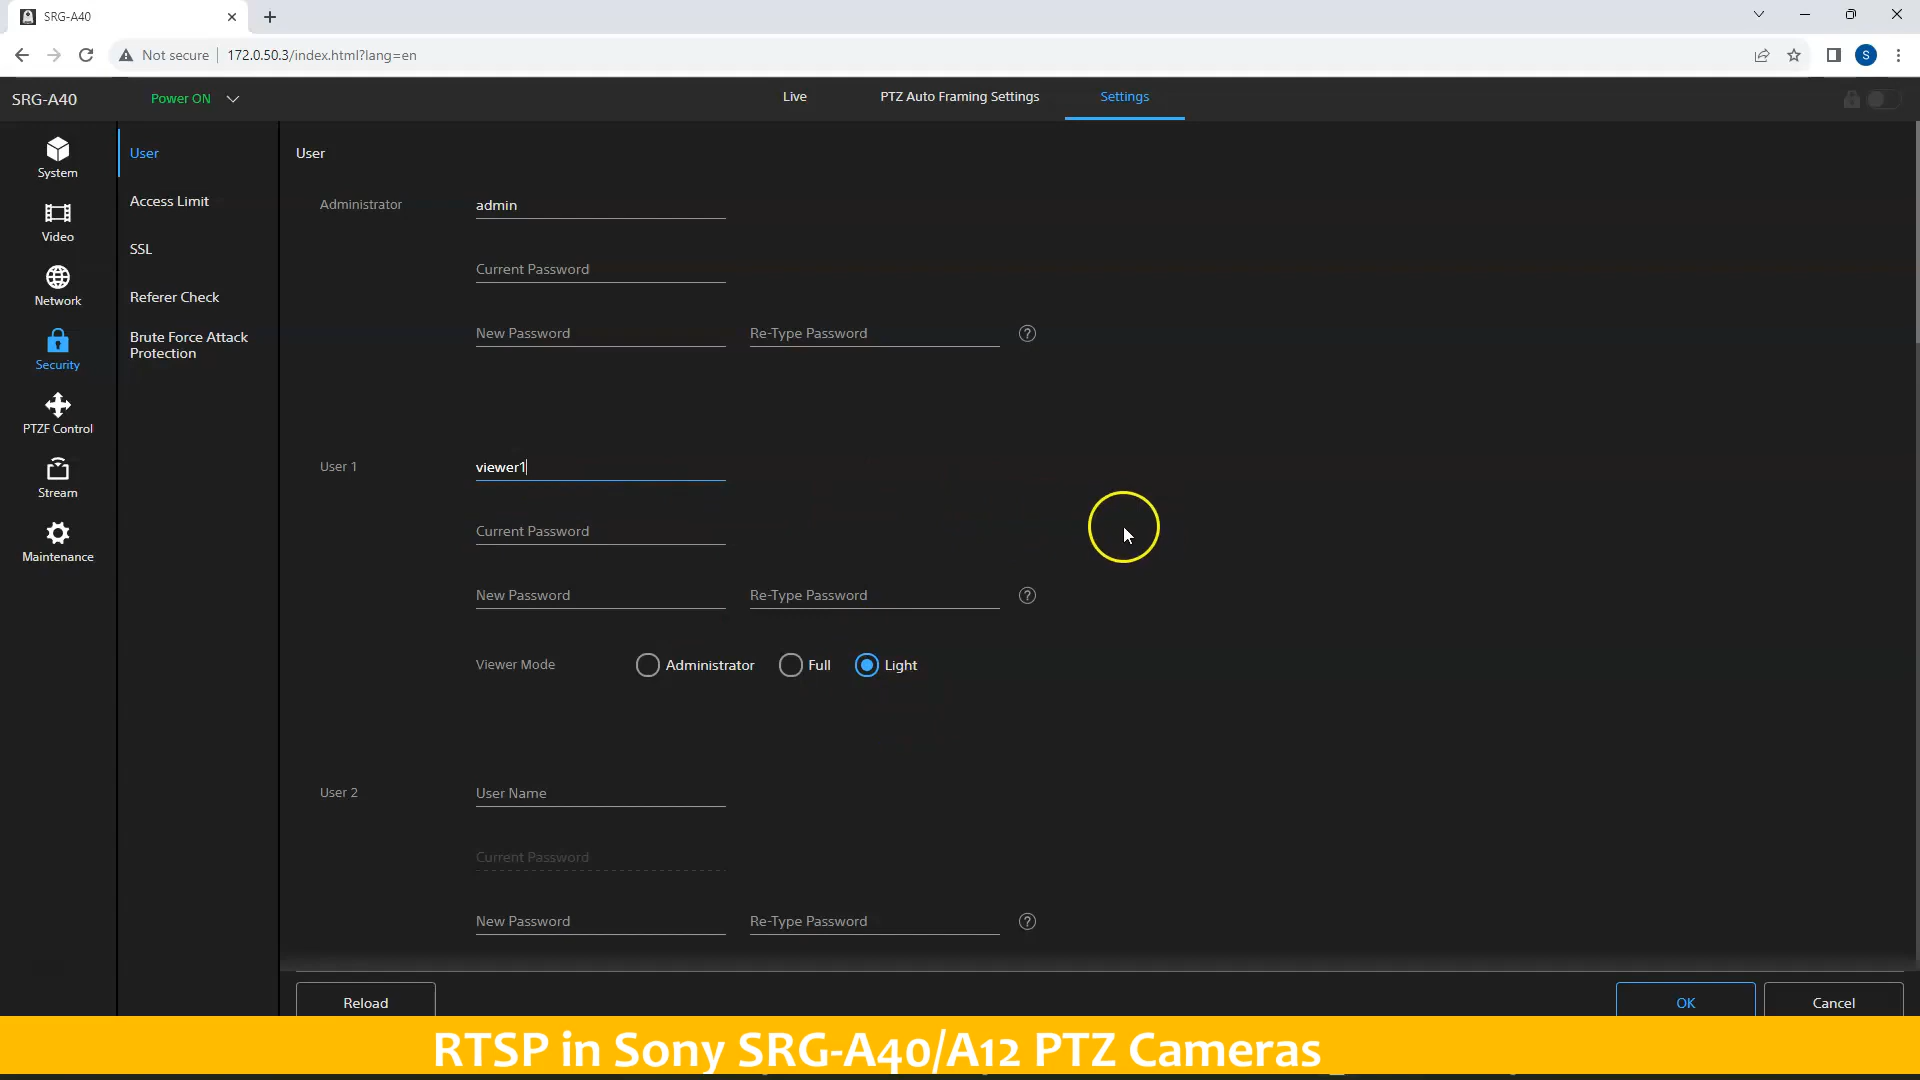 SRG-A40
Not secure
172.0.50.3/index.html?lang=en
S
SRG-A40
Power ON
Live
PTZ Auto Framing Settings
Settings
System
Video
Network
Security
PTZF Control
Stream
Maintenance
User
Access Limit
SSL
Referer Check
Brute Force Attack
Protection
User
Administrator
admin
Current Password
New Password
Re-Type Password
?
User 1
viewer1
Current Password
New Password
Re-Type Password
?
Viewer Mode
Administrator
Full
Light
User 2
User Name
Current Password
New Password
Re-Type Password
?
Reload
OK
Cancel
RTSP in Sony SRG-A40/A12 PTZ Cameras